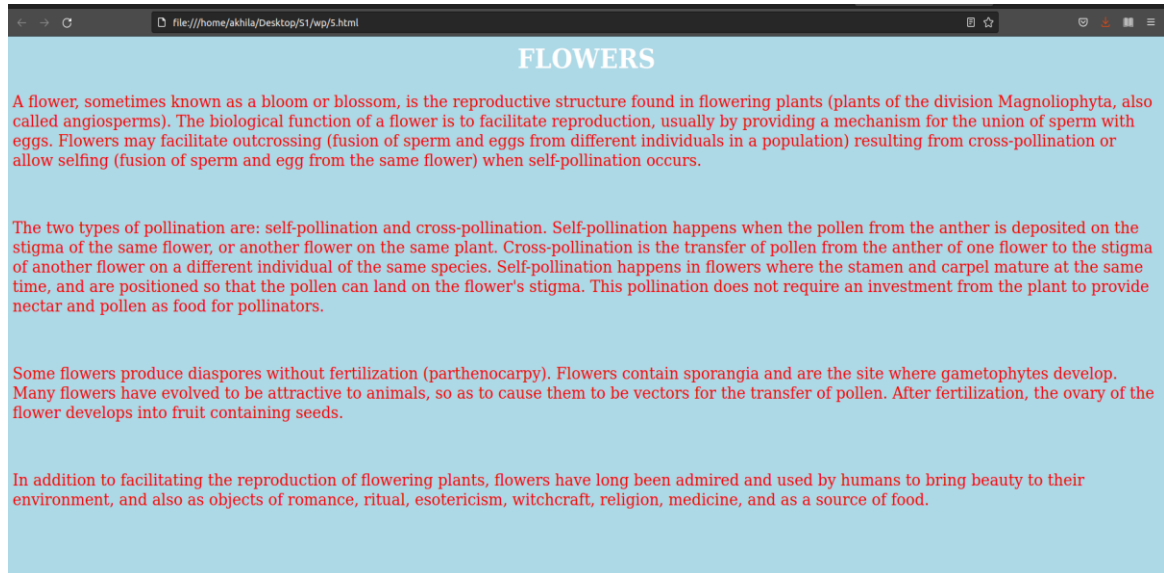 file:///home/akhila/Desktop/S1/wp/5.html
FLOWERS
A flower, sometimes known as a bloom or blossom, is the reproductive structure found in flowering plants (plants of the division Magnoliophyta, also
called angiosperms). The biological function of a flower is to facilitate reproduction, usually by providing a mechanism for the union of sperm with
eggs. Flowers may facilitate outcrossing (fusion of sperm and eggs from different individuals in a population) resulting from cross-pollination or
allow selfing (fusion of sperm and egg from the same flower) when self-pollination occurs.
The two types of pollination are: self-pollination and cross-pollination. Self-pollination happens when the pollen from the anther is deposited on the
stigma of the same flower, or another flower on the same plant. Cross-pollination is the transfer of pollen from the anther of one flower to the stigma
of another flower on a different individual of the same species. Self-pollination happens in flowers where the stamen and carpel mature at the same
time, and are positioned so that the pollen can land on the flower's stigma. This pollination does not require an investment from the plant to provide
nectar and pollen as food for pollinators.
Some flowers produce diaspores without fertilization (parthenocarpy). Flowers contain sporangia and are the site where gametophytes develop.
Many flowers have evolved to be attractive to animals, so as to cause them to be vectors for the transfer of pollen. After fertilization, the ovary of the
flower develops into fruit containing seeds.
In addition to facilitating the reproduction of flowering plants, flowers have long been admired and used by humans to bring beauty to their
environment, and also as objects of romance, ritual, esotericism, witchcraft, religion, medicine, and as a source of food.